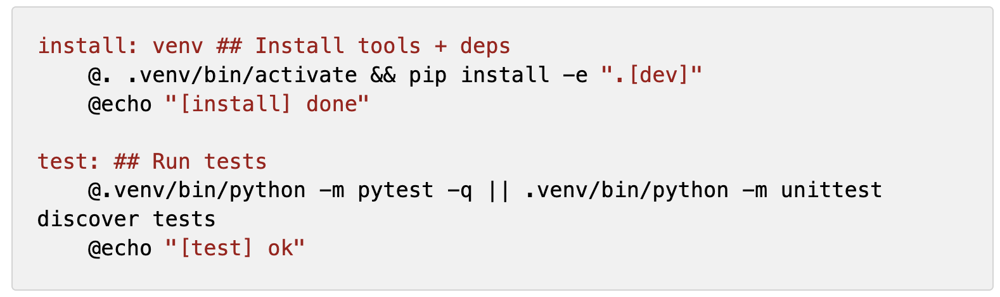 install: venv ## Install tools + deps
    @. .venv/bin/activate && pip install -e ".[dev]"
    @echo "[install] done"

test: ## Run tests
    @.venv/bin/python -m pytest -q || .venv/bin/python -m unittest
discover tests
    @echo "[test] ok"